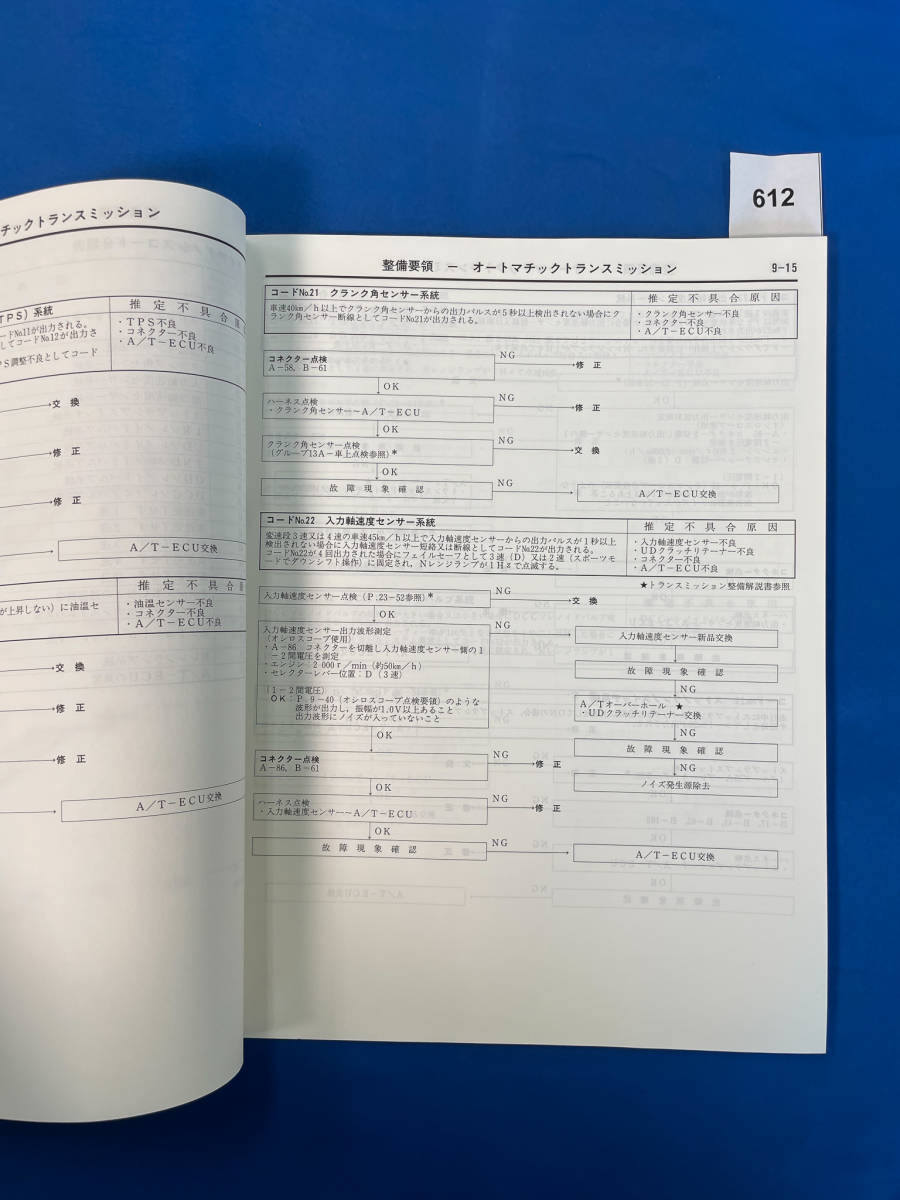 612
チックトランスミッション
TPS）系統
推定不具合
ードNo.11が出力される。
してコードNo.12が出力さ
PS調整不良としてコード
・TPS不良
・コネクター不良
・A／T－ECU不良
交換
修正
修正
A／T－ECU交換
推定不具合
が上昇しない）に油温セ
・油温センサー不良
・コネクター不良
・A／T－ECU不良
交換
修正
修正
A／T－ECU交換
整備要領 － オートマチックトランスミッション
9－15
コードNo.21 クランク角センサー系統
推定不具合原因
車速40km／h以上でクランク角センサーからの出力パルスが5秒以上検出されない場合にク
ランク角センサー断線としてコードNo.21が出力される。
・クランク角センサー不良
・コネクター不良
・A／T－ECU不良
コネクター点検
A－58，B－61
NG
修正
OK
ハーネス点検
・クランク角センサー～A／T－ECU
NG
修正
OK
クランク角センサー点検
（グループ13A－車上点検参照）*
NG
交換
OK
故障現象確認
NG
A／T－ECU交換
コードNo.22 入力軸速度センサー系統
推定不具合原因
変速段3速又は4速の車速45km／h以上で入力軸速度センサーからの出力パルスが1秒以上
検出されない場合に入力軸速度センサー短絡又は断線としてコードNo.22が出力される。
コードNo.22が4回出力された場合にフェイルセーフとして3速（D）又は2速（スポーツモ
ードでダウンシフト操作）に固定され，Nレンジランプが1Hzで点滅する。
・入力軸速度センサー不良
・UDクラッチリテーナー不良
・コネクター不良
・A／T－ECU不良
★トランスミッション整備解説書参照
入力軸速度センサー点検（P.23－52参照）*
NG
交換
OK
入力軸速度センサー出力波形測定
（オシロスコープ使用）
・A－86 コネクターを切離し入力軸速度センサー側の1
－2間電圧を測定
・エンジン：2 000r／min（約50km／h）
・セレクターレバー位置：D（3速）
［1－2間電圧］
OK：P．9－40（オシロスコープ点検要領）のような
波形が出力し，振幅が1.0V以上あること
出力波形にノイズが入っていないこと
NG
入力軸速度センサー新品交換
故障現象確認
NG
A／Tオーバーホール ★
・UDクラッチリテーナー交換
故障現象確認
NG
ノイズ発生源除去
OK
コネクター点検
A－86，B－61
NG
修正
OK
ハーネス点検
・入力軸速度センサー～A／T－ECU
NG
修正
OK
故障現象確認
NG
A／T－ECU交換